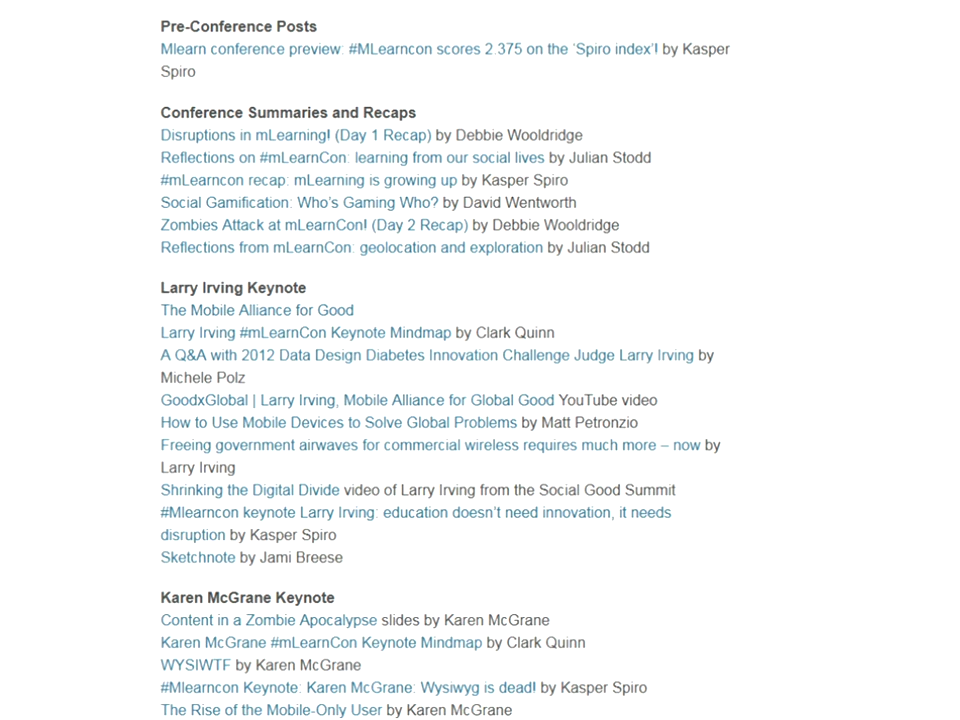 Pre-Conference Posts
Mlearn conference preview: #MLearncon scores 2.375 on the ‘Spiro index’! by Kasper
Spiro
Conference Summaries and Recaps
Disruptions in mLearning! (Day 1 Recap) by Debbie Wooldridge
Reflections on #mLearnCon: learning from our social lives by Julian Stodd
#mLearncon recap: mLearning is growing up by Kasper Spiro
Social Gamification: Who’s Gaming Who? by David Wentworth
Zombies Attack at mLearnCon! (Day 2 Recap) by Debbie Wooldridge
Reflections from mLearnCon: geolocation and exploration by Julian Stodd
Larry Irving Keynote
The Mobile Alliance for Good
Larry Irving #mLearnCon Keynote Mindmap by Clark Quinn
A Q&A with 2012 Data Design Diabetes Innovation Challenge Judge Larry Irving by
Michele Polz
GoodxGlobal | Larry Irving, Mobile Alliance for Global Good YouTube video
How to Use Mobile Devices to Solve Global Problems by Matt Petronzio
Freeing government airwaves for commercial wireless requires much more – now by
Larry Irving
Shrinking the Digital Divide video of Larry Irving from the Social Good Summit
#Mlearncon keynote Larry Irving: education doesn’t need innovation, it needs
disruption by Kasper Spiro
Sketchnote by Jami Breese
Karen McGrane Keynote
Content in a Zombie Apocalypse slides by Karen McGrane
Karen McGrane #mLearnCon Keynote Mindmap by Clark Quinn
WYSIWTF by Karen McGrane
#Mlearncon Keynote: Karen McGrane: Wysiwyg is dead! by Kasper Spiro
The Rise of the Mobile-Only User by Karen McGrane